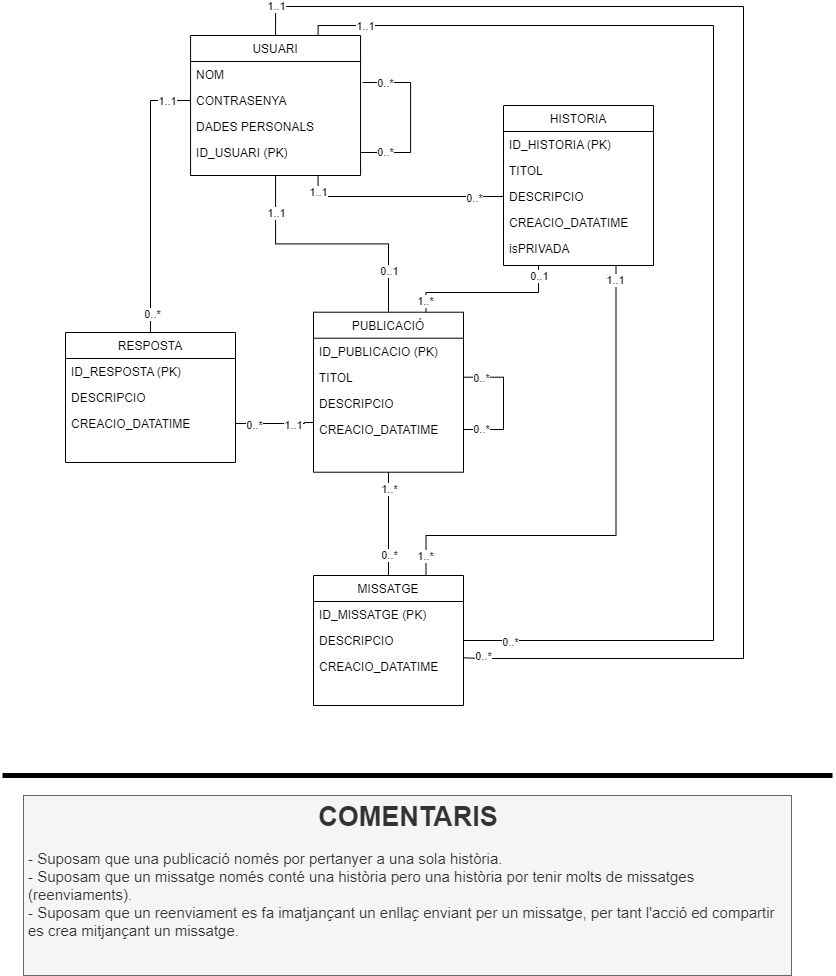 1..1
1..1
USUARI
NOM
CONTRASENYA
DADES PERSONALS
ID_USUARI (PK)
0..*
0..*
1..1
1..1
1..1
0..*
HISTORIA
ID_HISTORIA (PK)
TITOL
DESCRIPCIO
CREACIO_DATATIME
isPRIVADA
0..1
0..1
1..1
1..*
0..*
PUBLICACIÓ
ID_PUBLICACIO (PK)
TITOL
DESCRIPCIO
CREACIO_DATATIME
0..*
0..*
RESPOSTA
ID_RESPOSTA (PK)
DESCRIPCIO
CREACIO_DATATIME
0..*
1..1
1..*
0..*
1..*
MISSATGE
ID_MISSATGE (PK)
DESCRIPCIO
CREACIO_DATATIME
0..*
0..*
COMENTARIS
- Suposam que una publicació només por pertanyer a una sola història.
- Suposam que un missatge només conté una història pero una història por tenir molts de missatges
(reenviaments).
- Suposam que un reenviament es fa imatjançant un enllaç enviant per un missatge, per tant l'acció ed compartir
es crea mitjançant un missatge.